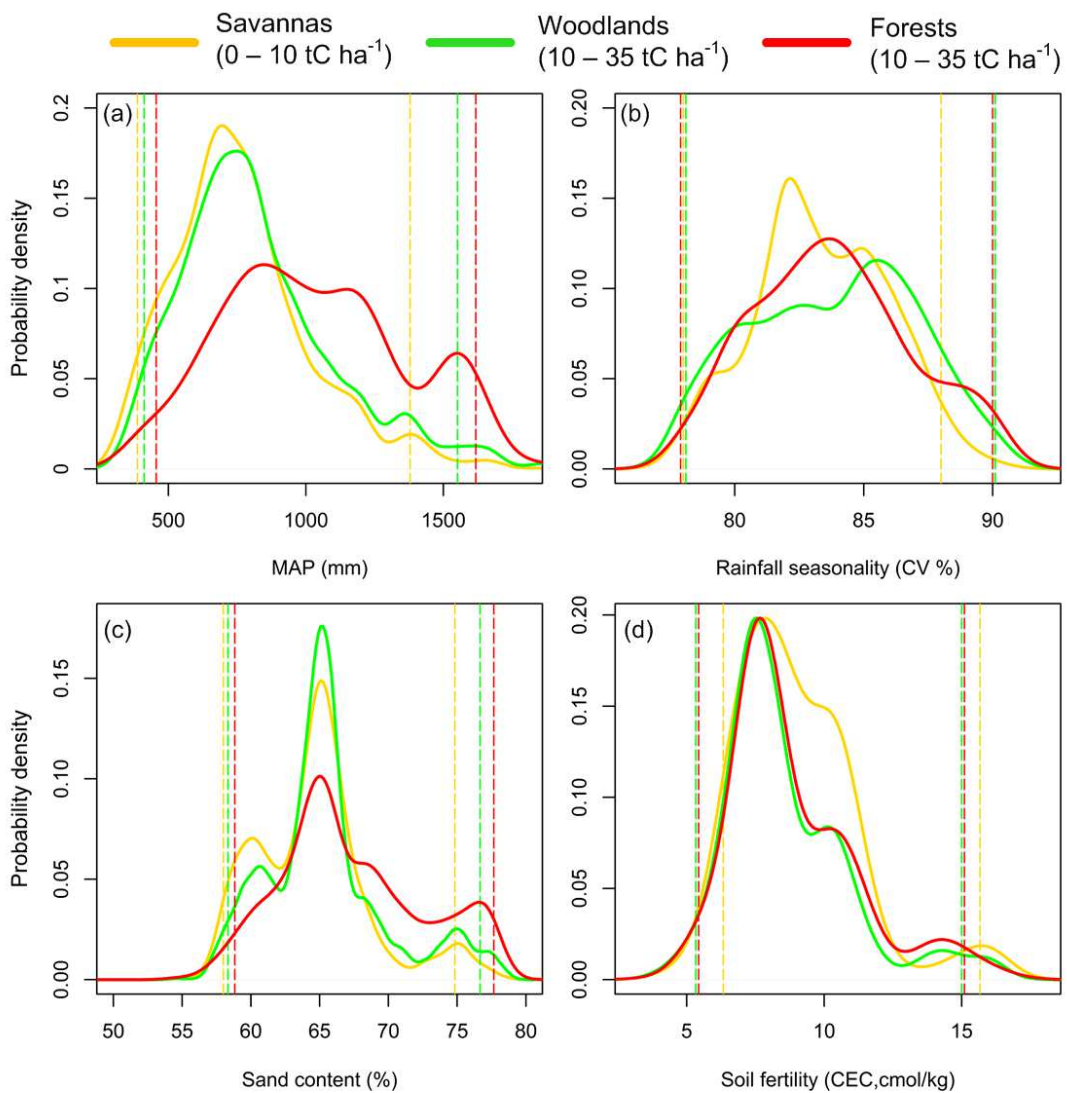 Savannas
(0 – 10 tC ha⁻¹)
Woodlands
(10 – 35 tC ha⁻¹)
Forests
(10 – 35 tC ha⁻¹)
(a)
Probability density
0.2
0.15
0.1
0.05
0
500 1000 1500
MAP (mm)
(b)
0.20
0.15
0.10
0.05
0.00
80 85 90
Rainfall seasonality (CV %)
(c)
Probability density
0.15
0.10
0.05
0.00
50 55 60 65 70 75 80
Sand content (%)
(d)
0.20
0.15
0.10
0.05
0.00
5 10 15
Soil fertility (CEC,cmol/kg)